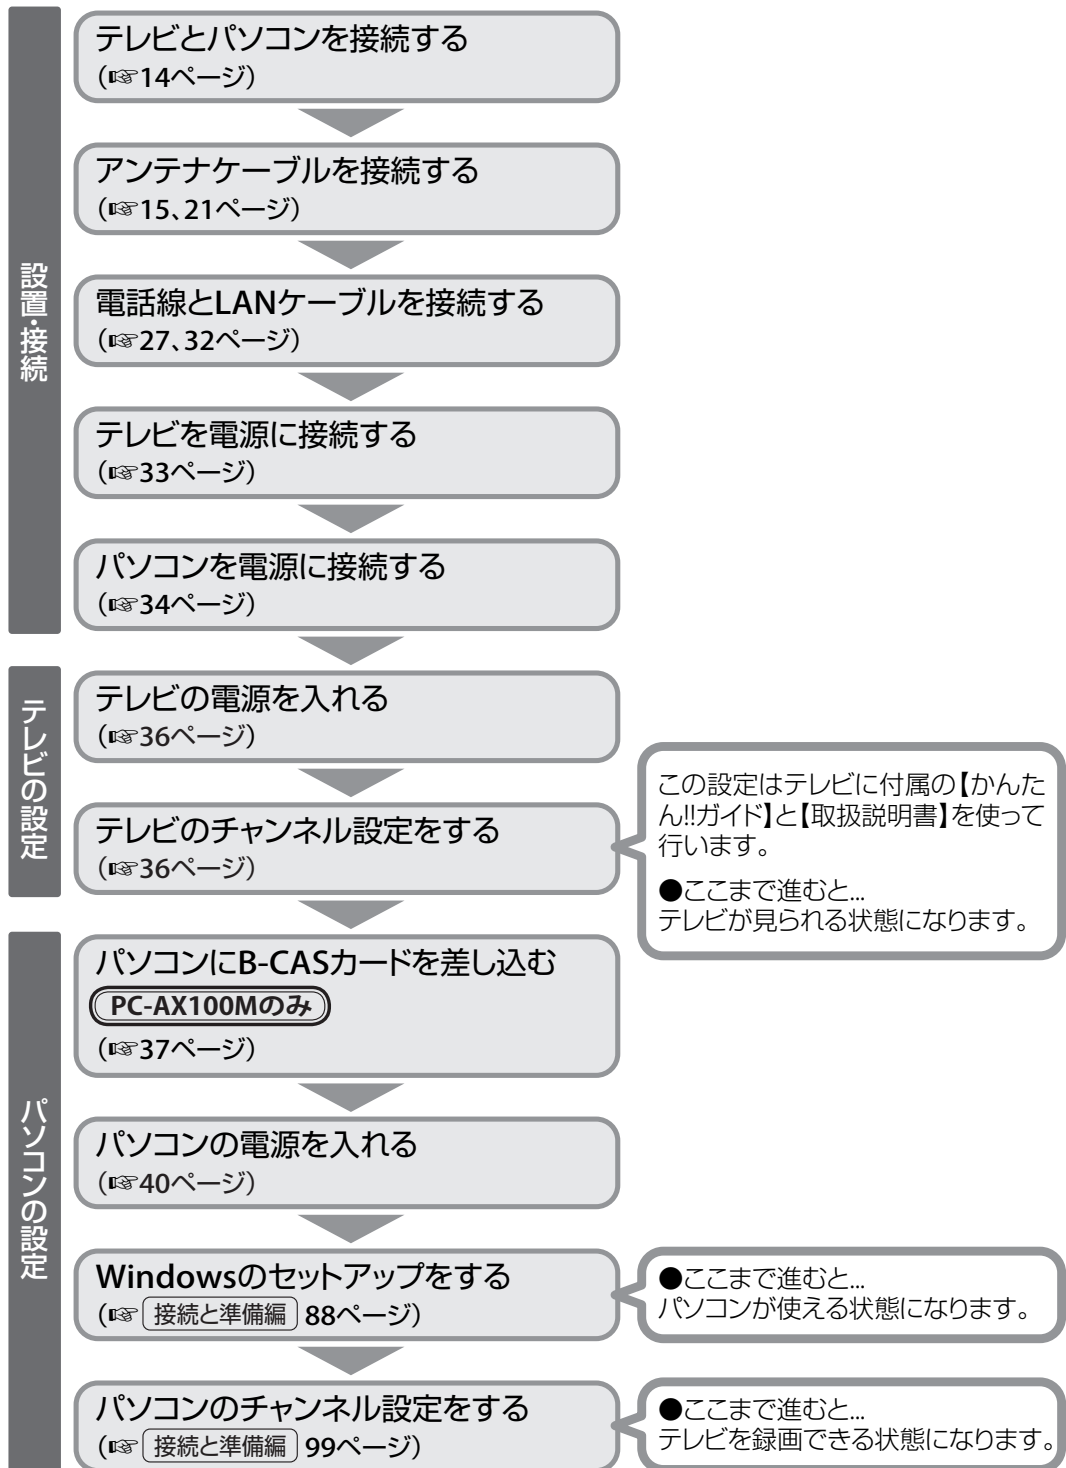 設置・接続
テレビとパソコンを接続する
(☞14ページ)
アンテナケーブルを接続する
(☞15、21ページ)
電話線とLANケーブルを接続する
(☞27、32ページ)
テレビを電源に接続する
(☞33ページ)
パソコンを電源に接続する
(☞34ページ)
テレビの設定
テレビの電源を入れる
(☞36ページ)
テレビのチャンネル設定をする
(☞36ページ)
この設定はテレビに付属の【かんた
ん!!ガイド】と【取扱説明書】を使って
行います。
●ここまで進むと...
テレビが見られる状態になります。
パソコンの設定
パソコンにB-CASカードを差し込む
PC-AX100Mのみ
(☞37ページ)
パソコンの電源を入れる
(☞40ページ)
Windowsのセットアップをする
(☞ 接続と準備編 88ページ)
●ここまで進むと...
パソコンが使える状態になります。
パソコンのチャンネル設定をする
(☞ 接続と準備編 99ページ)
●ここまで進むと...
テレビを録画できる状態になります。